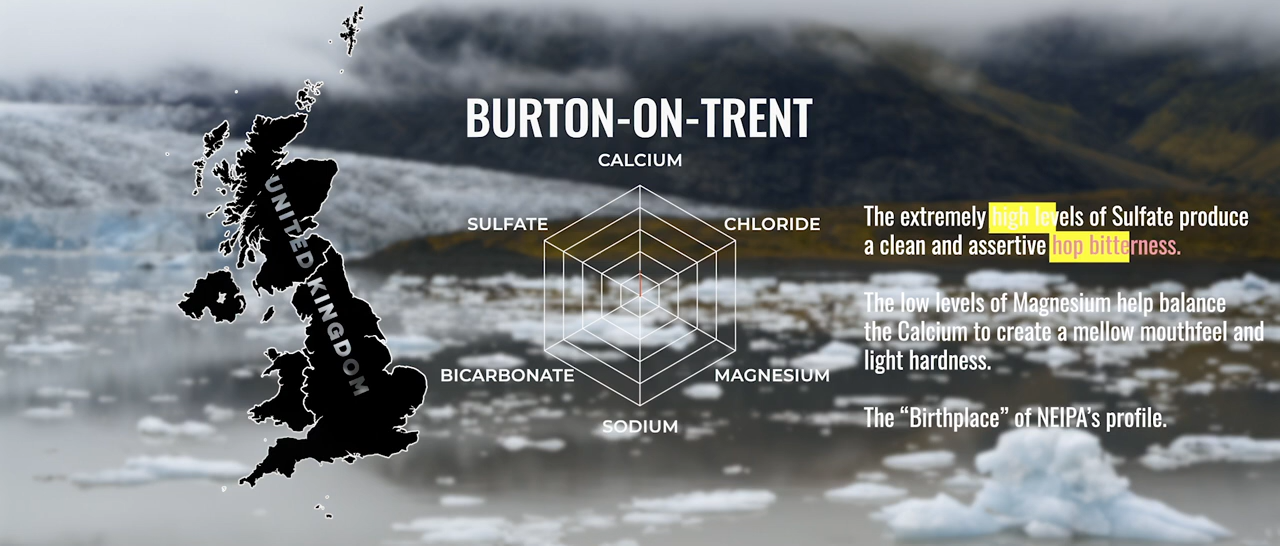 BURTON-ON-TRENT
CALCIUM
SULFATE
CHLORIDE
BICARBONATE
MAGNESIUM
SODIUM
UNITED KINGDOM
The extremely high levels of Sulfate produce
a clean and assertive hop bitterness.
The low levels of Magnesium help balance
the Calcium to create a mellow mouthfeel and
light hardness.
The “Birthplace” of NEIPA’s profile.